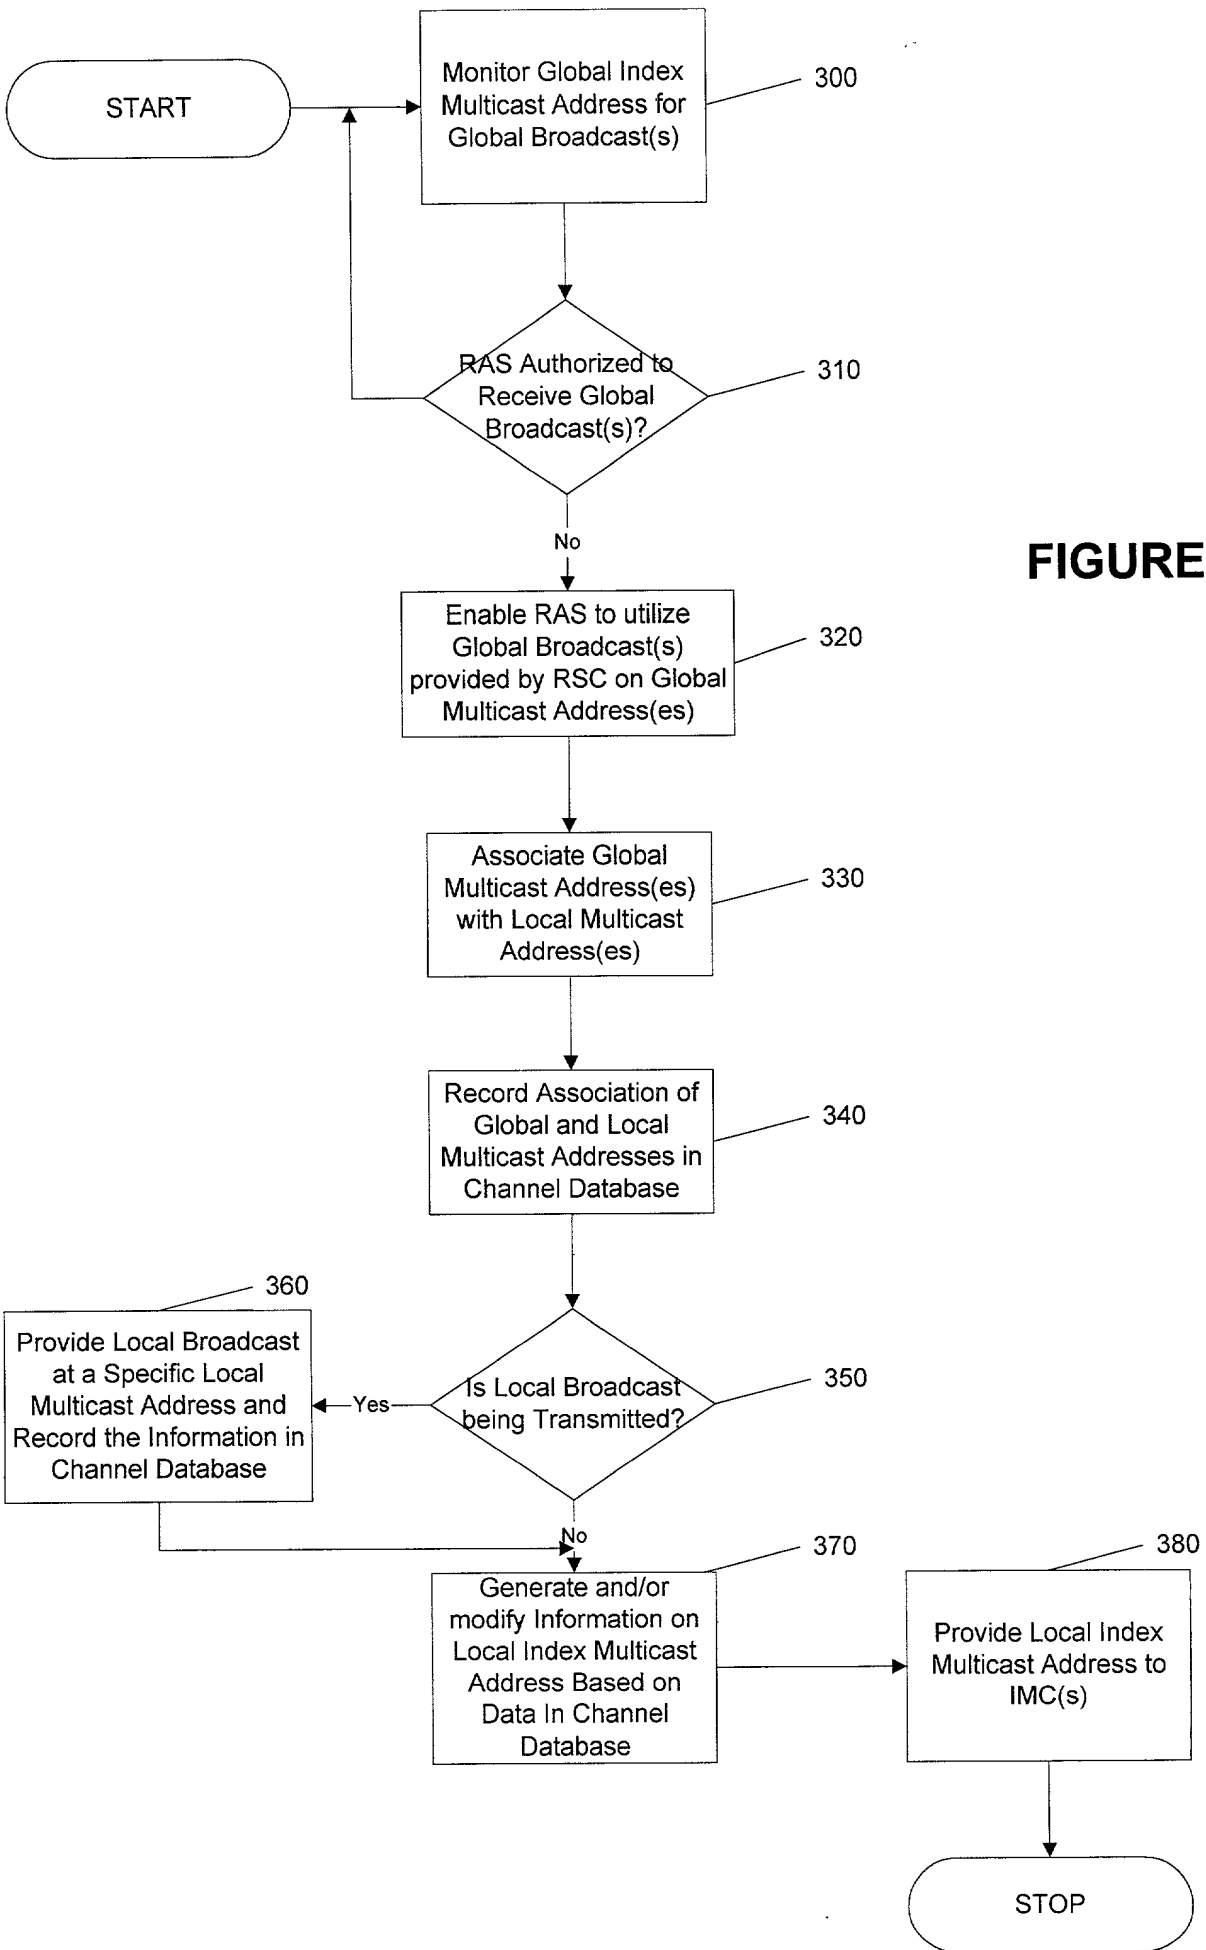 START
Monitor Global Index
Multicast Address for
Global Broadcast(s)
300
RAS Authorized to
Receive Global
Broadcast(s)?
310
No
FIGURE
Enable RAS to utilize
Global Broadcast(s)
provided by RSC on Global
Multicast Address(es)
320
Associate Global
Multicast Address(es)
with Local Multicast
Address(es)
330
Record Association of
Global and Local
Multicast Addresses in
Channel Database
340
360
Provide Local Broadcast
at a Specific Local
Multicast Address and
Record the Information in
Channel Database
Yes
Is Local Broadcast
being Transmitted?
350
No
370
Generate and/or
modify Information on
Local Index Multicast
Address Based on
Data In Channel
Database
380
Provide Local Index
Multicast Address to
IMC(s)
STOP